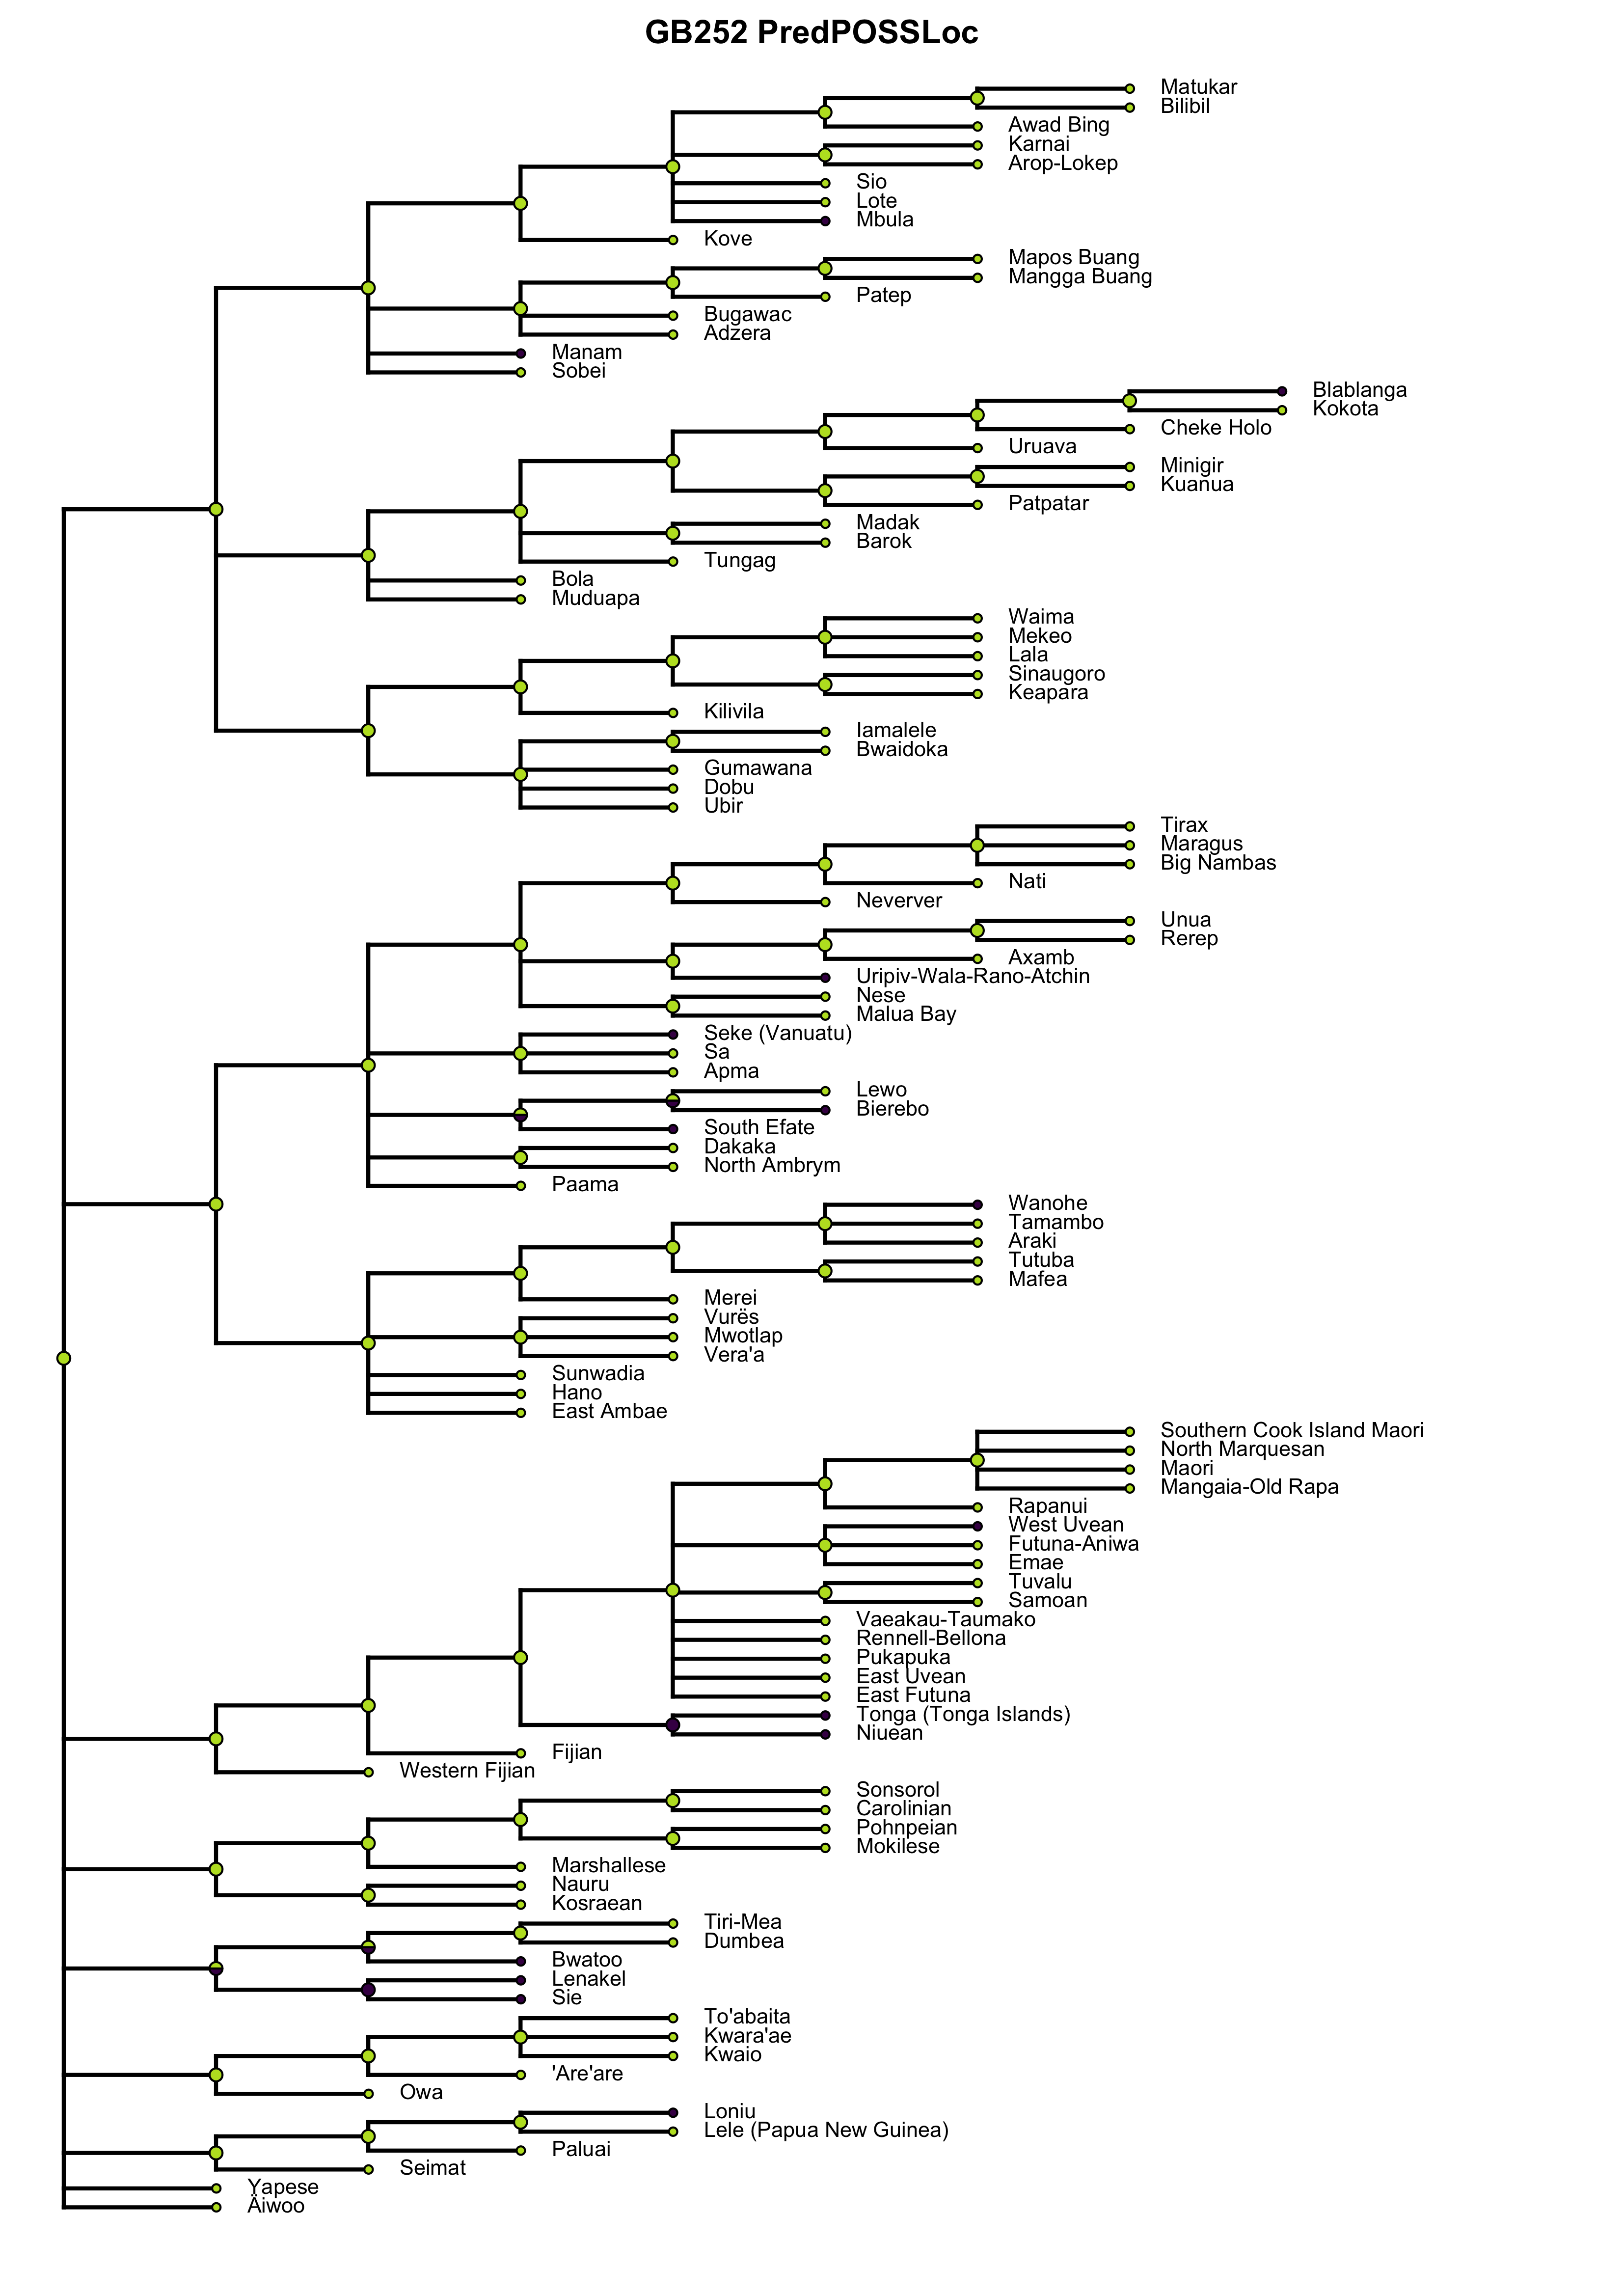 GB252 PredPOSSLoc
Matukar
Bilibil
Awad Bing
Karnai
Arop-Lokep
Sio
Lote
Mbula
Kove
Mapos Buang
Mangga Buang
Patep
Bugawac
Adzera
Manam
Sobei
Blablanga
Kokota
Cheke Holo
Uruava
Minigir
Kuanua
Patpatar
Madak
Barok
Tungag
Bola
Muduapa
Waima
Mekeo
Lala
Sinaugoro
Keapara
Kilivila
Iamalele
Bwaidoka
Gumawana
Dobu
Ubir
Tirax
Maragus
Big Nambas
Nati
Neverver
Unua
Rerep
Axamb
Uripiv-Wala-Rano-Atchin
Nese
Malua Bay
Seke (Vanuatu)
Sa
Apma
Lewo
Bierebo
South Efate
Dakaka
North Ambrym
Paama
Wanohe
Tamambo
Araki
Tutuba
Mafea
Merei
Vurës
Mwotlap
Vera'a
Sunwadia
Hano
East Ambae
Southern Cook Island Maori
North Marquesan
Maori
Mangaia-Old Rapa
Rapanui
West Uvean
Futuna-Aniwa
Emae
Tuvalu
Samoan
Vaeakau-Taumako
Rennell-Bellona
Pukapuka
East Uvean
East Futuna
Tonga (Tonga Islands)
Niuean
Fijian
Western Fijian
Sonsorol
Carolinian
Pohnpeian
Mokilese
Marshallese
Nauru
Kosraean
Tiri-Mea
Dumbea
Bwatoo
Lenakel
Sie
To'abaita
Kwara'ae
Kwaio
'Are'are
Owa
Loniu
Lele (Papua New Guinea)
Paluai
Seimat
Yapese
Äiwoo